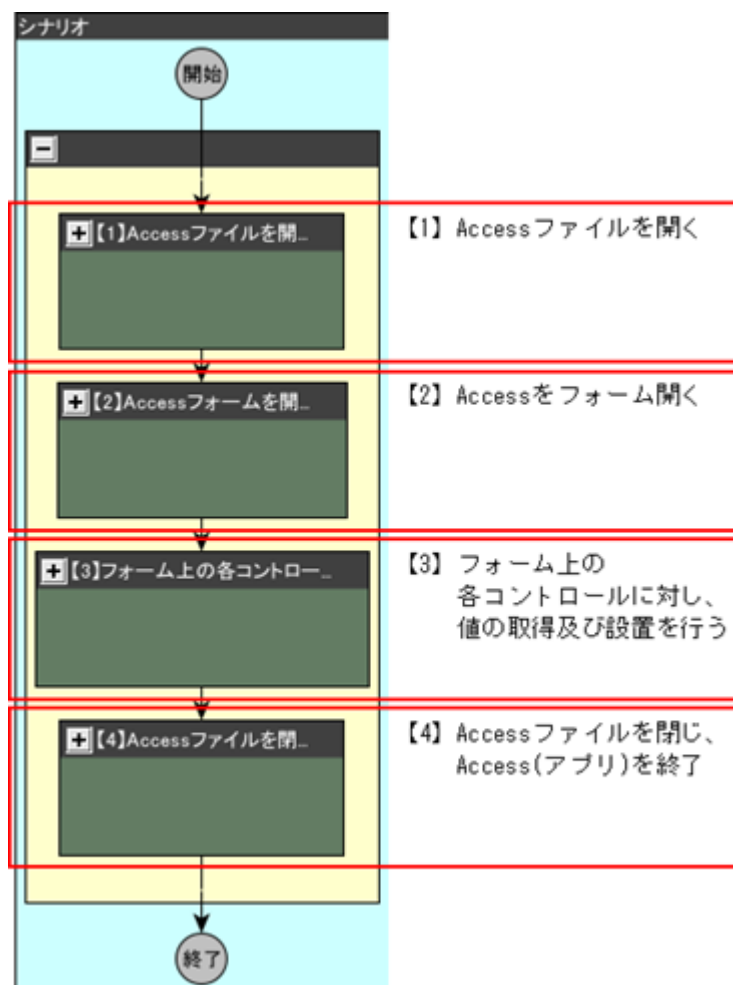 シナリオ
開始
【1】Accessファイルを開…
【1】Accessファイルを開く
【2】Accessフォームを開…
【2】Accessをフォーム開く
【3】フォーム上の各コントロー…
【3】フォーム上の
各コントロールに対し、
値の取得及び設置を行う
【4】Accessファイルを閉…
【4】Accessファイルを閉じ、
Access(アプリ)を終了
終了